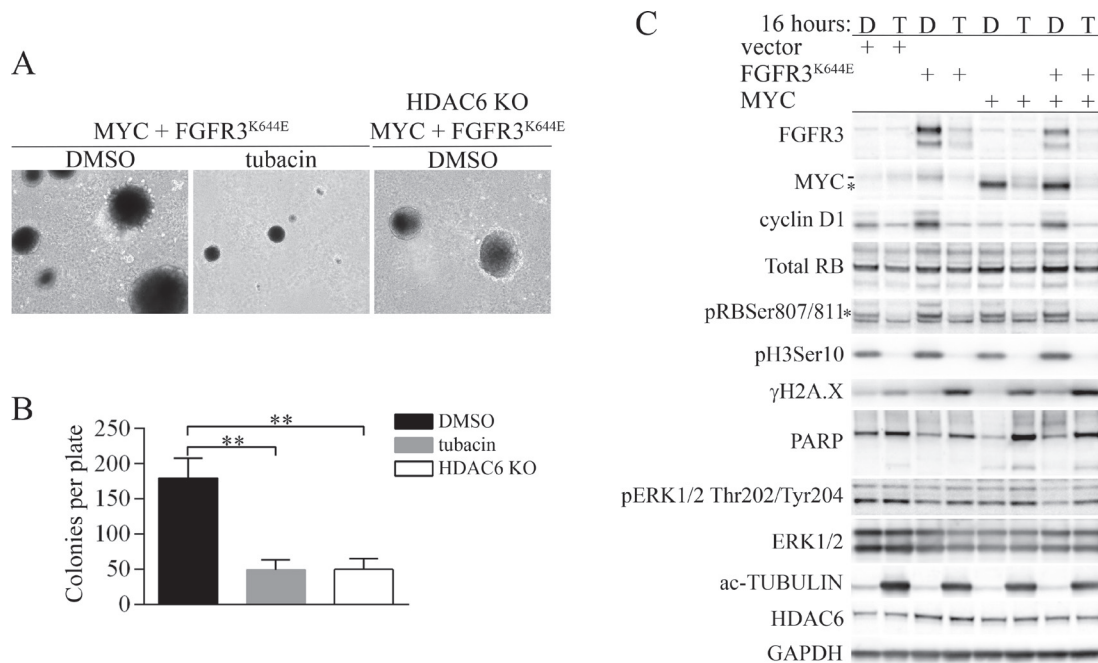 A
MYC + FGFR3K644E
DMSO
tubacin
HDAC6 KO
MYC + FGFR3K644E
DMSO
B
Colonies per plate
250
200
150
100
50
0
**
**
DMSO
tubacin
HDAC6 KO
C
16 hours: D T D T D T D T
vector + +
FGFR3K644E + + + +
MYC + + + +
FGFR3
MYC -
*
cyclin D1
Total RB
pRBSer807/811*
pH3Ser10
γH2A.X
PARP
pERK1/2 Thr202/Tyr204
ERK1/2
ac-TUBULIN
HDAC6
GAPDH